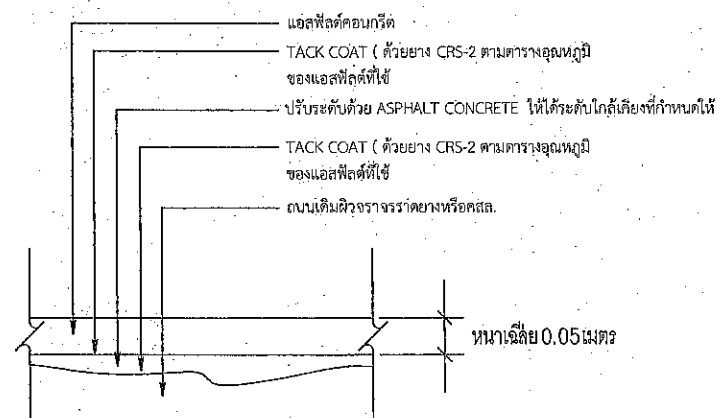 แอสฟัลต์คอนกรีต
TACK COAT ( ด้วยยาง CRS-2 ตามตารางอุณหภูมิ
ของแอสฟัลต์ที่ใช้
ปรับระดับด้วย ASPHALT CONCRETE ให้ได้ระดับใกล้เคียงที่กำหนดให้
TACK COAT ( ด้วยยาง CRS-2 ตามตารางอุณหภูมิ
ของแอสฟัลต์ที่ใช้
ถนนเดิมผิวจราจรราดยางหรือคสล.
หนาเฉลี่ย 0.05 เมตร